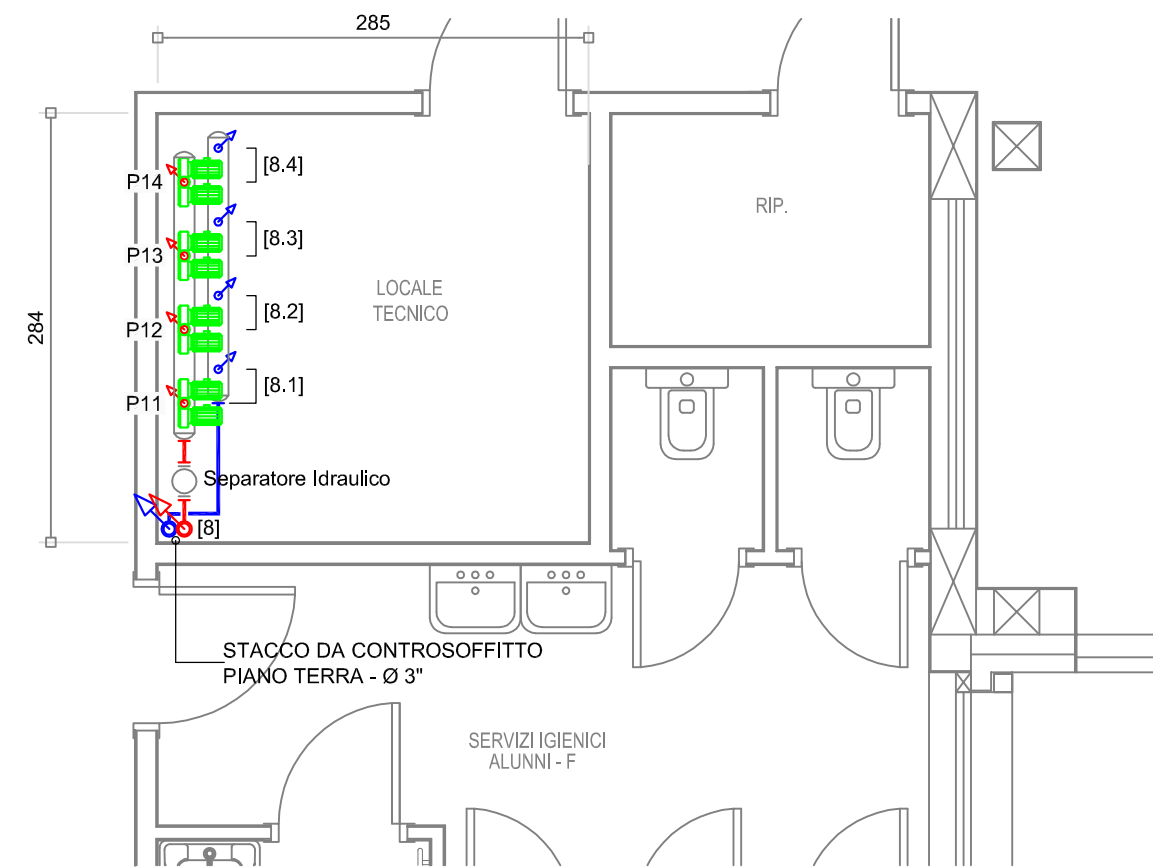 285
284
P14
[8.4]
P13
[8.3]
P12
[8.2]
P11
[8.1]
LOCALE
TECNICO
RIP.
Separatore Idraulico
[8]
STACCO DA CONTROSOFFITTO
PIANO TERRA - Ø 3"
SERVIZI IGIENICI
ALUNNI - F